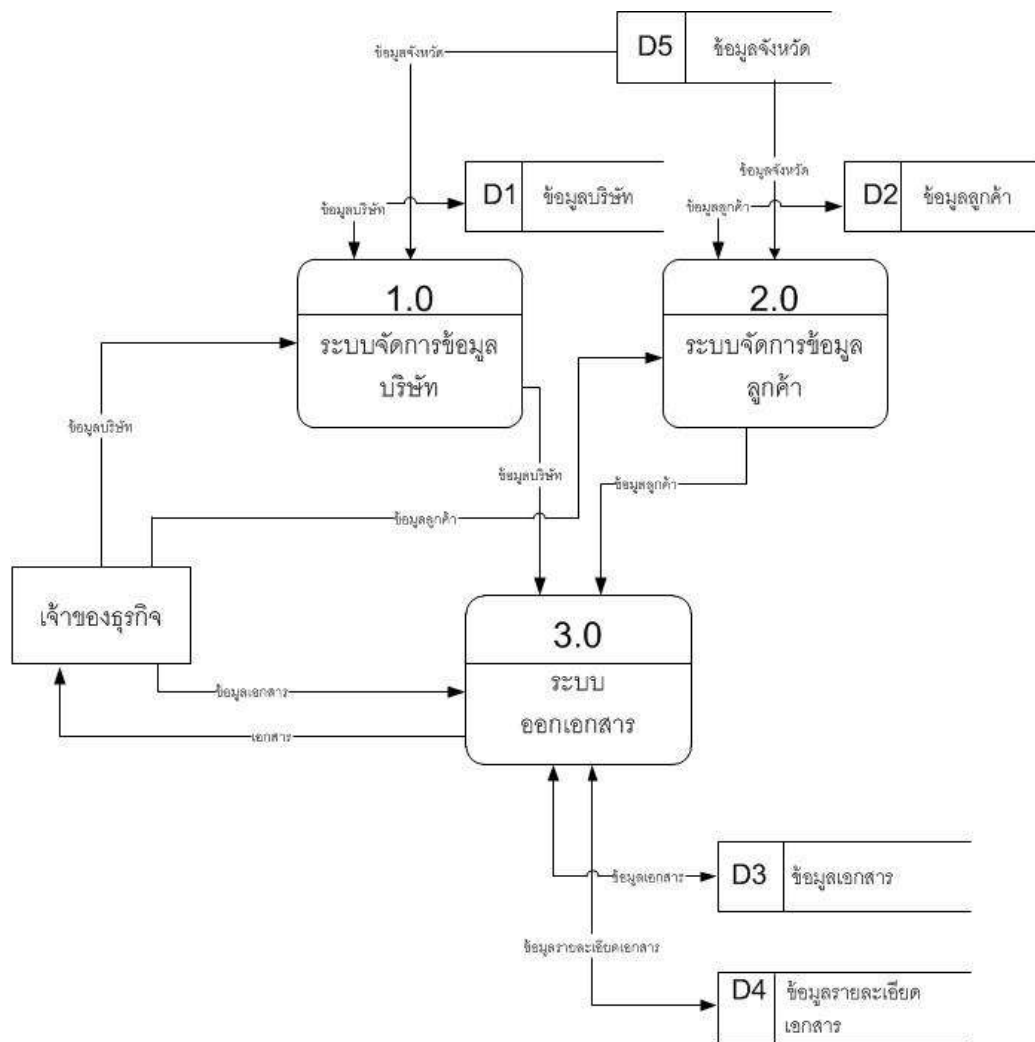 D5
ข้อมูลจังหวัด
ข้อมูลจังหวัด
ข้อมูลจังหวัด
D1
ข้อมูลบริษัท
ข้อมูลบริษัท
D2
ข้อมูลลูกค้า
ข้อมูลลูกค้า
1.0
ระบบจัดการข้อมูล
บริษัท
2.0
ระบบจัดการข้อมูล
ลูกค้า
ข้อมูลบริษัท
ข้อมูลบริษัท
ข้อมูลลูกค้า
ข้อมูลลูกค้า
เจ้าของธุรกิจ
3.0
ระบบ
ออกเอกสาร
ข้อมูลเอกสาร
เอกสาร
ข้อมูลเอกสาร
D3
ข้อมูลเอกสาร
ข้อมูลรายละเอียดเอกสาร
D4
ข้อมูลรายละเอียด
เอกสาร